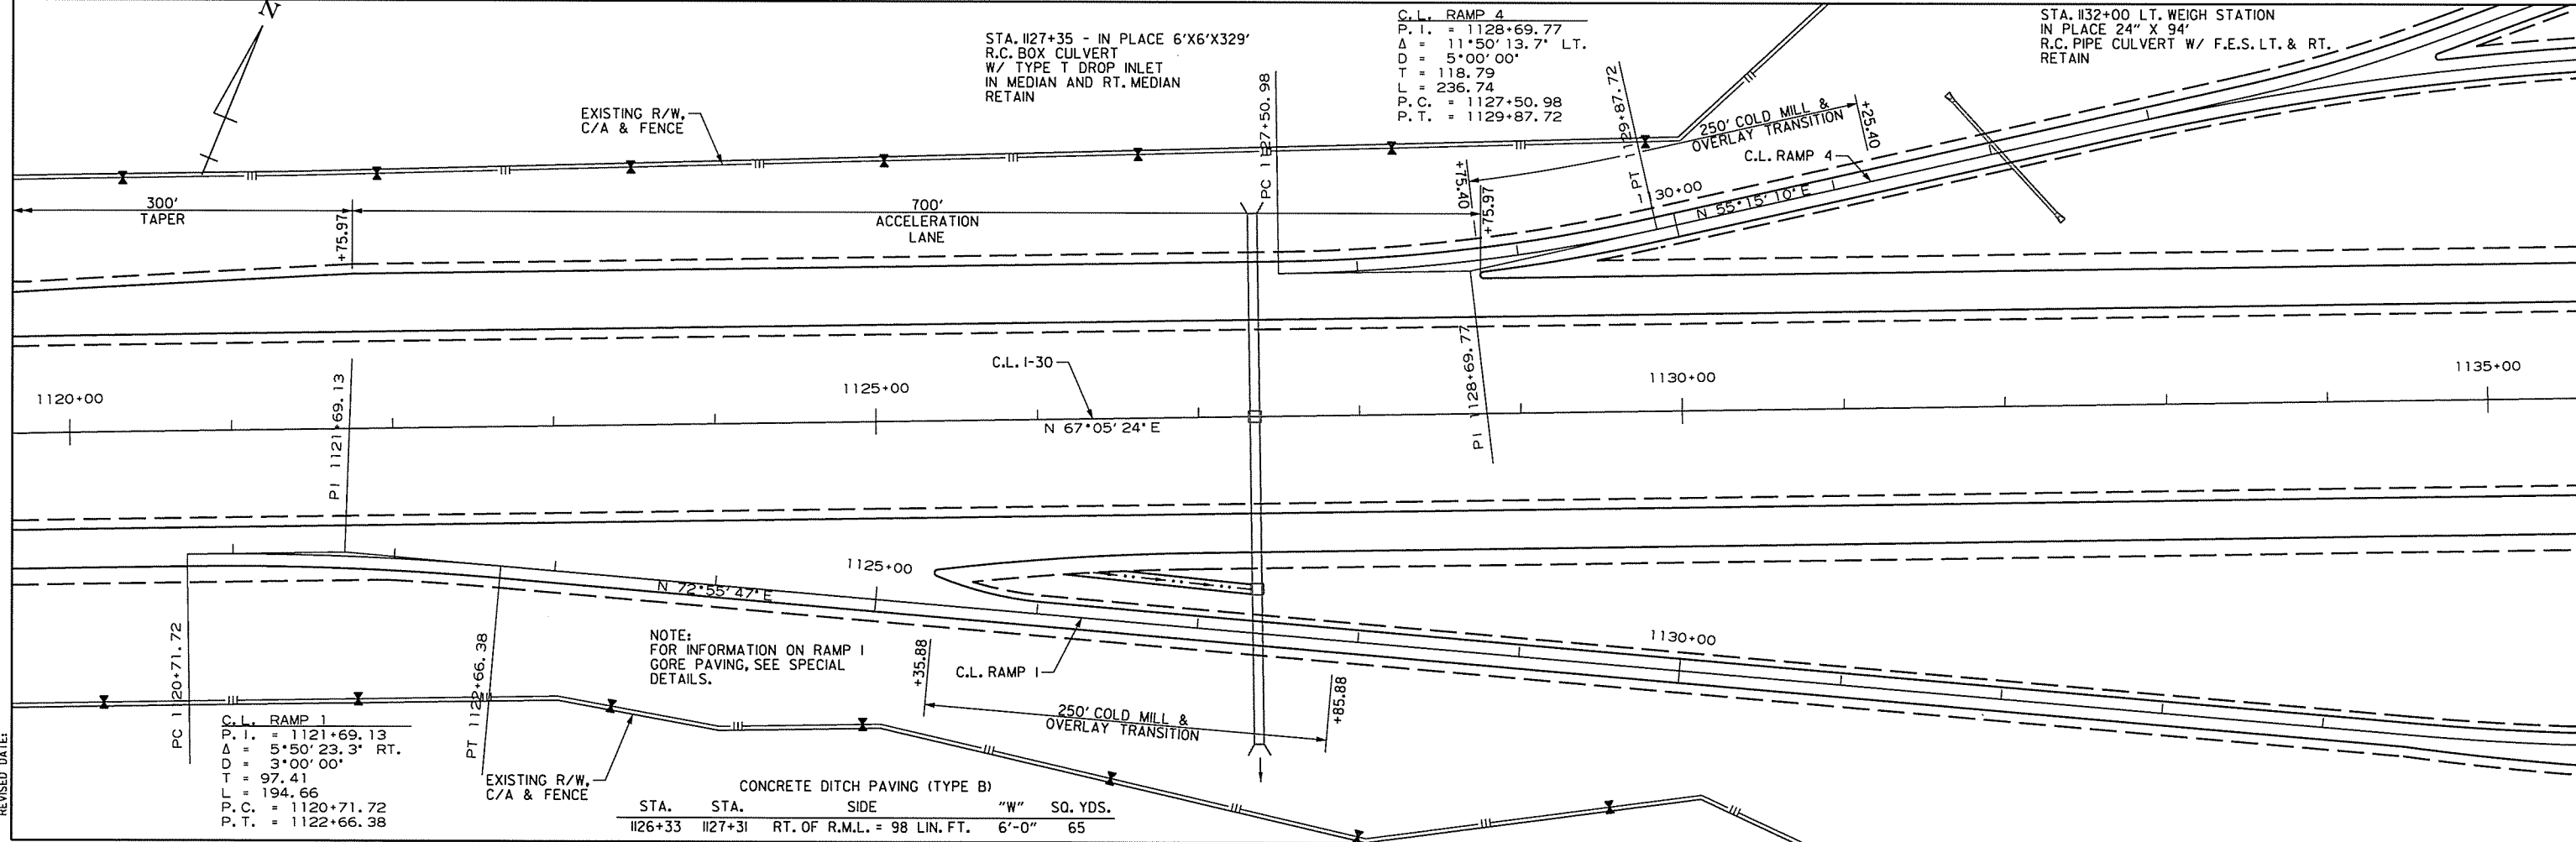 N
STA. 1127+35 - IN PLACE 6'X6'X329'
R.C. BOX CULVERT
W/ TYPE T DROP INLET
IN MEDIAN AND RT. MEDIAN
RETAIN
C.L. RAMP 4
P.I. = 1128+69.77
Δ = 11°50'13.7" LT.
D = 5°00'00"
T = 118.79
L = 236.74
P.C. = 1127+50.98
P.T. = 1129+87.72
STA. 1132+00 LT. WEIGH STATION
IN PLACE 24" X 94'
R.C. PIPE CULVERT W/ F.E.S. LT. & RT.
RETAIN
EXISTING R/W,
C/A & FENCE
PC 1127+50.98
PT 1129+87.72
250' COLD MILL &
OVERLAY TRANSITION
+25.40
C.L. RAMP 4
+75.40
+75.97
130+00
N 55°15'10" E
300'
TAPER
+75.97
700'
ACCELERATION
LANE
PI 1128+69.77
C.L. I-30
1120+00
1125+00
1130+00
1135+00
N 67°05'24" E
PI 1121+69.13
1125+00
N 72°55'47" E
1130+00
PC 1120+71.72
PT 1122+66.38
NOTE:
FOR INFORMATION ON RAMP 1
GORE PAVING, SEE SPECIAL
DETAILS.
+35.88
C.L. RAMP 1
+85.88
250' COLD MILL &
OVERLAY TRANSITION
C.L. RAMP 1
P.I. = 1121+69.13
Δ = 5°50'23.3" RT.
D = 3°00'00"
T = 97.41
L = 194.66
P.C. = 1120+71.72
P.T. = 1122+66.38
EXISTING R/W,
C/A & FENCE
CONCRETE DITCH PAVING (TYPE B)
STA. STA. SIDE "W" SQ. YDS.
1126+33 1127+31 RT. OF R.M.L. = 98 LIN. FT. 6'-0" 65
REVISED DATE: